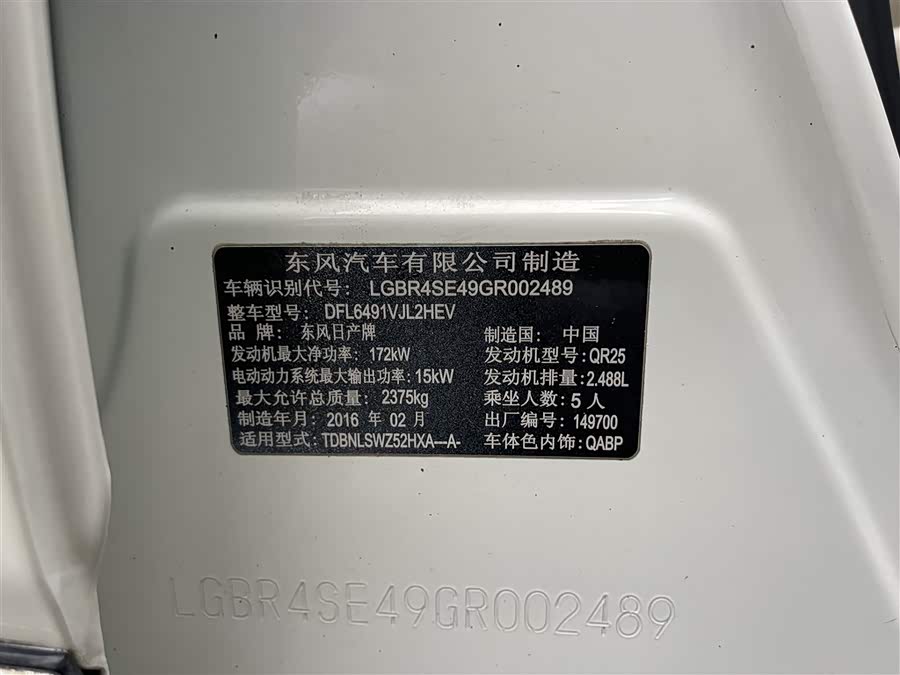 东风汽车有限公司制造
车辆识别代号: LGBR4SE49GR002489
整车型号: DFL6491VJL2HEV
品 牌: 东风日产牌 制造国: 中国
发动机最大净功率: 172kW 发动机型号: QR25
电动动力系统最大输出功率: 15kW 发动机排量: 2.488L
最大允许总质量: 2375kg 乘坐人数: 5 人
制造年月: 2016 年 02 月 出厂编号: 149700
适用型式: TDBNLSWZ52HXA---A- 车体色内饰: QABP
LGBR4SE49GR002489